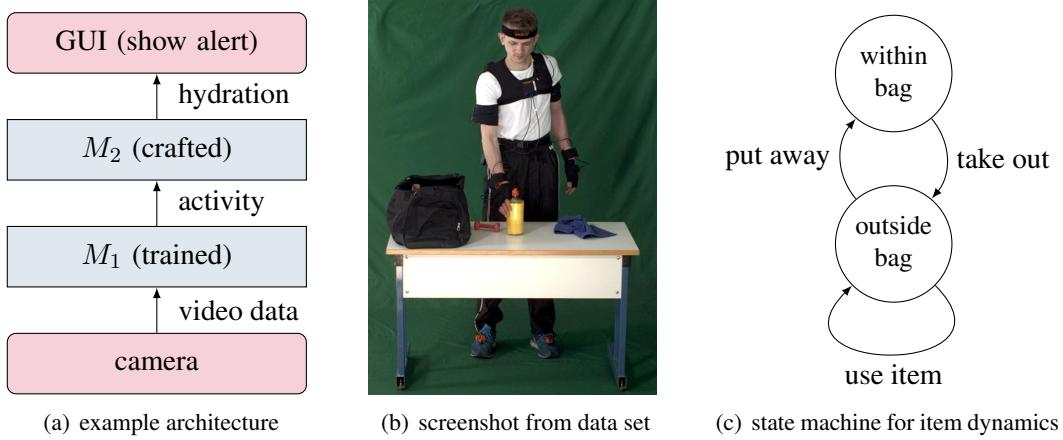 GUI (show alert)
hydration
M₂ (crafted)
activity
M₁ (trained)
video data
camera
(a) example architecture
(b) screenshot from data set
within
bag
put away
take out
outside
bag
use item
(c) state machine for item dynamics